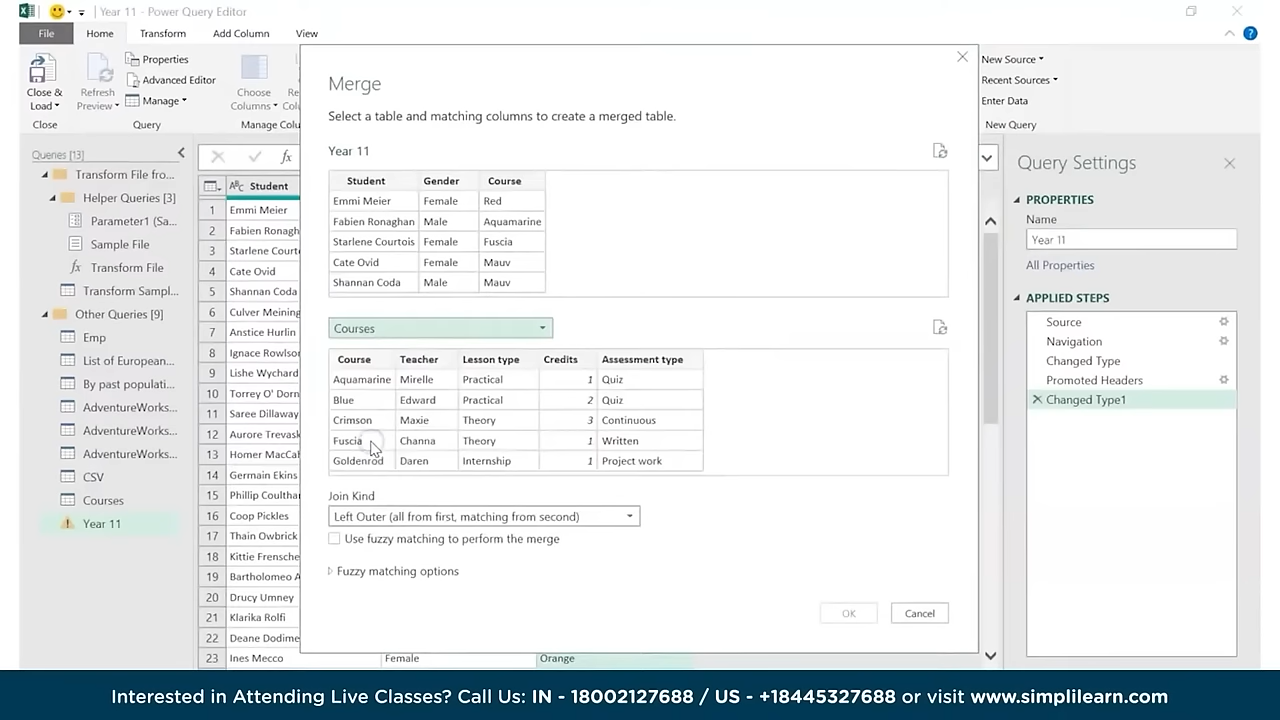 Year 11 - Power Query Editor
File
Home
Transform
Add Column
View
Close & Load
Close
Refresh Preview
Properties
Advanced Editor
Manage
Query
Choose Columns
Manage Colu
New Source
Recent Sources
Enter Data
New Query
Queries [13]
Transform File fro...
Helper Queries [3]
Parameter1 (Sa...
Sample File
fx Transform File
Transform Sampl...
Other Queries [9]
Emp
List of European...
By past populati...
AdventureWorks
AdventureWorks
AdventureWorks
CSV
Courses
Year 11
fx
ABC Student
1 Emmi Meier
2 Fabien Ronagh
3 Starlene Court
4 Cate Ovid
5 Shannan Coda
6 Culver Meining
7 Anstice Hurlin
8 Ignace Rowlson
9 Lishe Wychard
10 Torrey O' Dorn
11 Saree Dillaway
12 Aurore Trevask
13 Homer MacCa
14 Germain Ekins
15 Phillip Coulthar
16 Coop Pickles
17 Thain Owbrick
18 Kittie Frensche
19 Bartholomeo A
20 Drucy Umney
21 Klarika Rolfi
22 Deane Dodime
23 Ines Mecco Female Orange
Merge
Select a table and matching columns to create a merged table.
Year 11
Student Gender Course
Emmi Meier Female Red
Fabien Ronaghan Male Aquamarine
Starlene Courtois Female Fuscia
Cate Ovid Female Mauv
Shannan Coda Male Mauv
Courses
Course Teacher Lesson type Credits Assessment type
Aquamarine Mirelle Practical 1 Quiz
Blue Edward Practical 2 Quiz
Crimson Maxie Theory 3 Continuous
Fuscia Channa Theory 1 Written
Goldenrod Daren Internship 1 Project work
Join Kind
Left Outer (all from first, matching from second)
Use fuzzy matching to perform the merge
Fuzzy matching options
OK
Cancel
Query Settings
PROPERTIES
Name
Year 11
All Properties
APPLIED STEPS
Source
Navigation
Changed Type
Promoted Headers
Changed Type1
Interested in Attending Live Classes? Call Us: IN - 18002127688 / US - +18445327688 or visit www.simplilearn.com